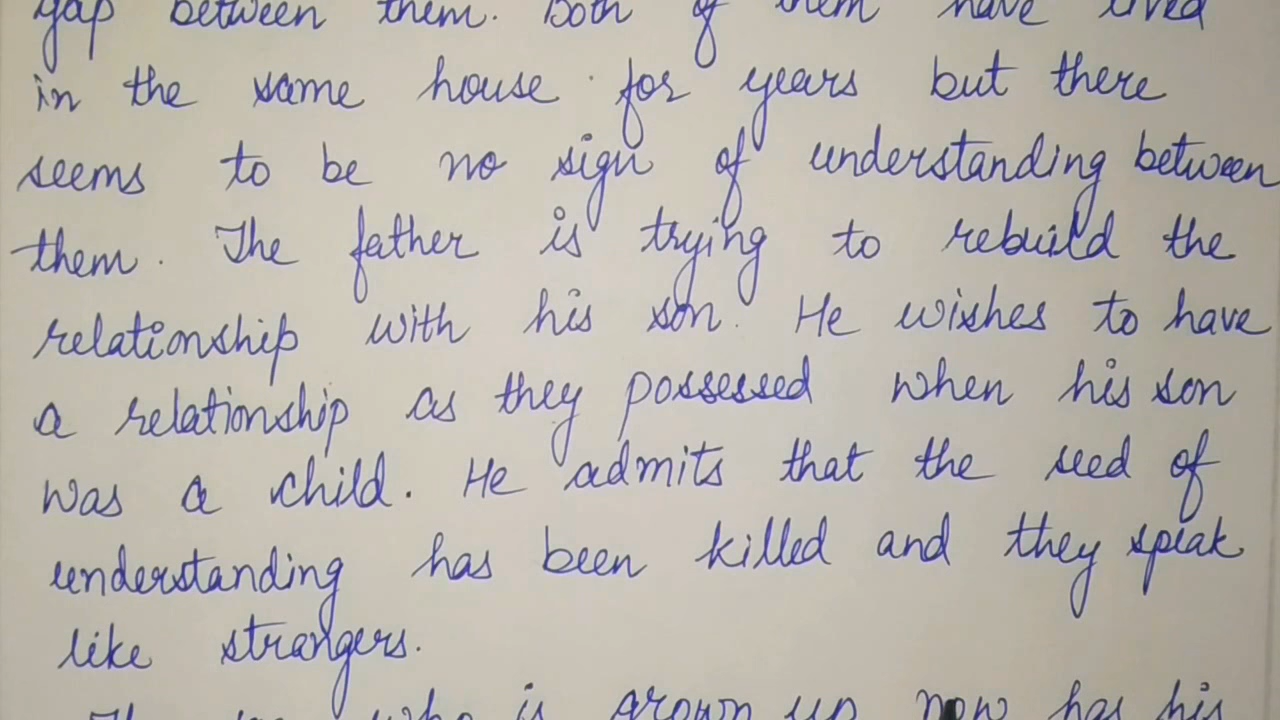 gap between them. Both of them have lived
in the same house for years but there
seems to be no sign of understanding between
them. The father is trying to rebuild the
relationship with his son. He wishes to have
a relationship as they possessed when his son
was a child. He admits that the seed of
understanding has been killed and they speak
like strangers.
The son who is grown up now has his